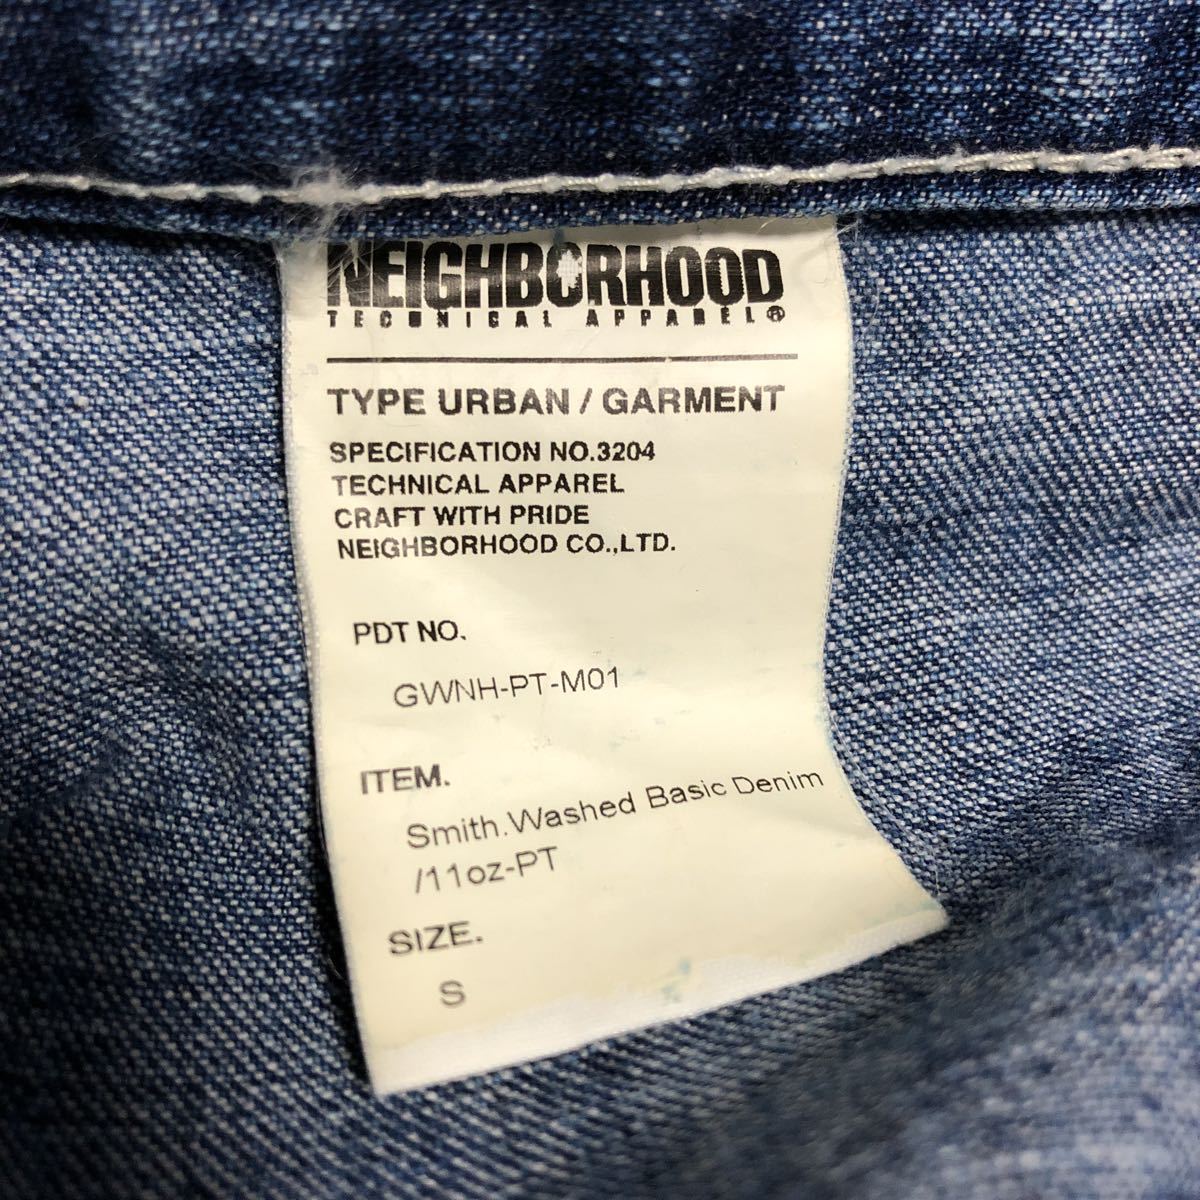 NEIGHBORHOOD
TECHNICAL APPAREL®
TYPE URBAN / GARMENT
SPECIFICATION NO.3204
TECHNICAL APPAREL
CRAFT WITH PRIDE
NEIGHBORHOOD CO.,LTD.
PDT NO.
GWNH-PT-M01
ITEM.
Smith.Washed Basic Denim
/11oz-PT
SIZE.
S